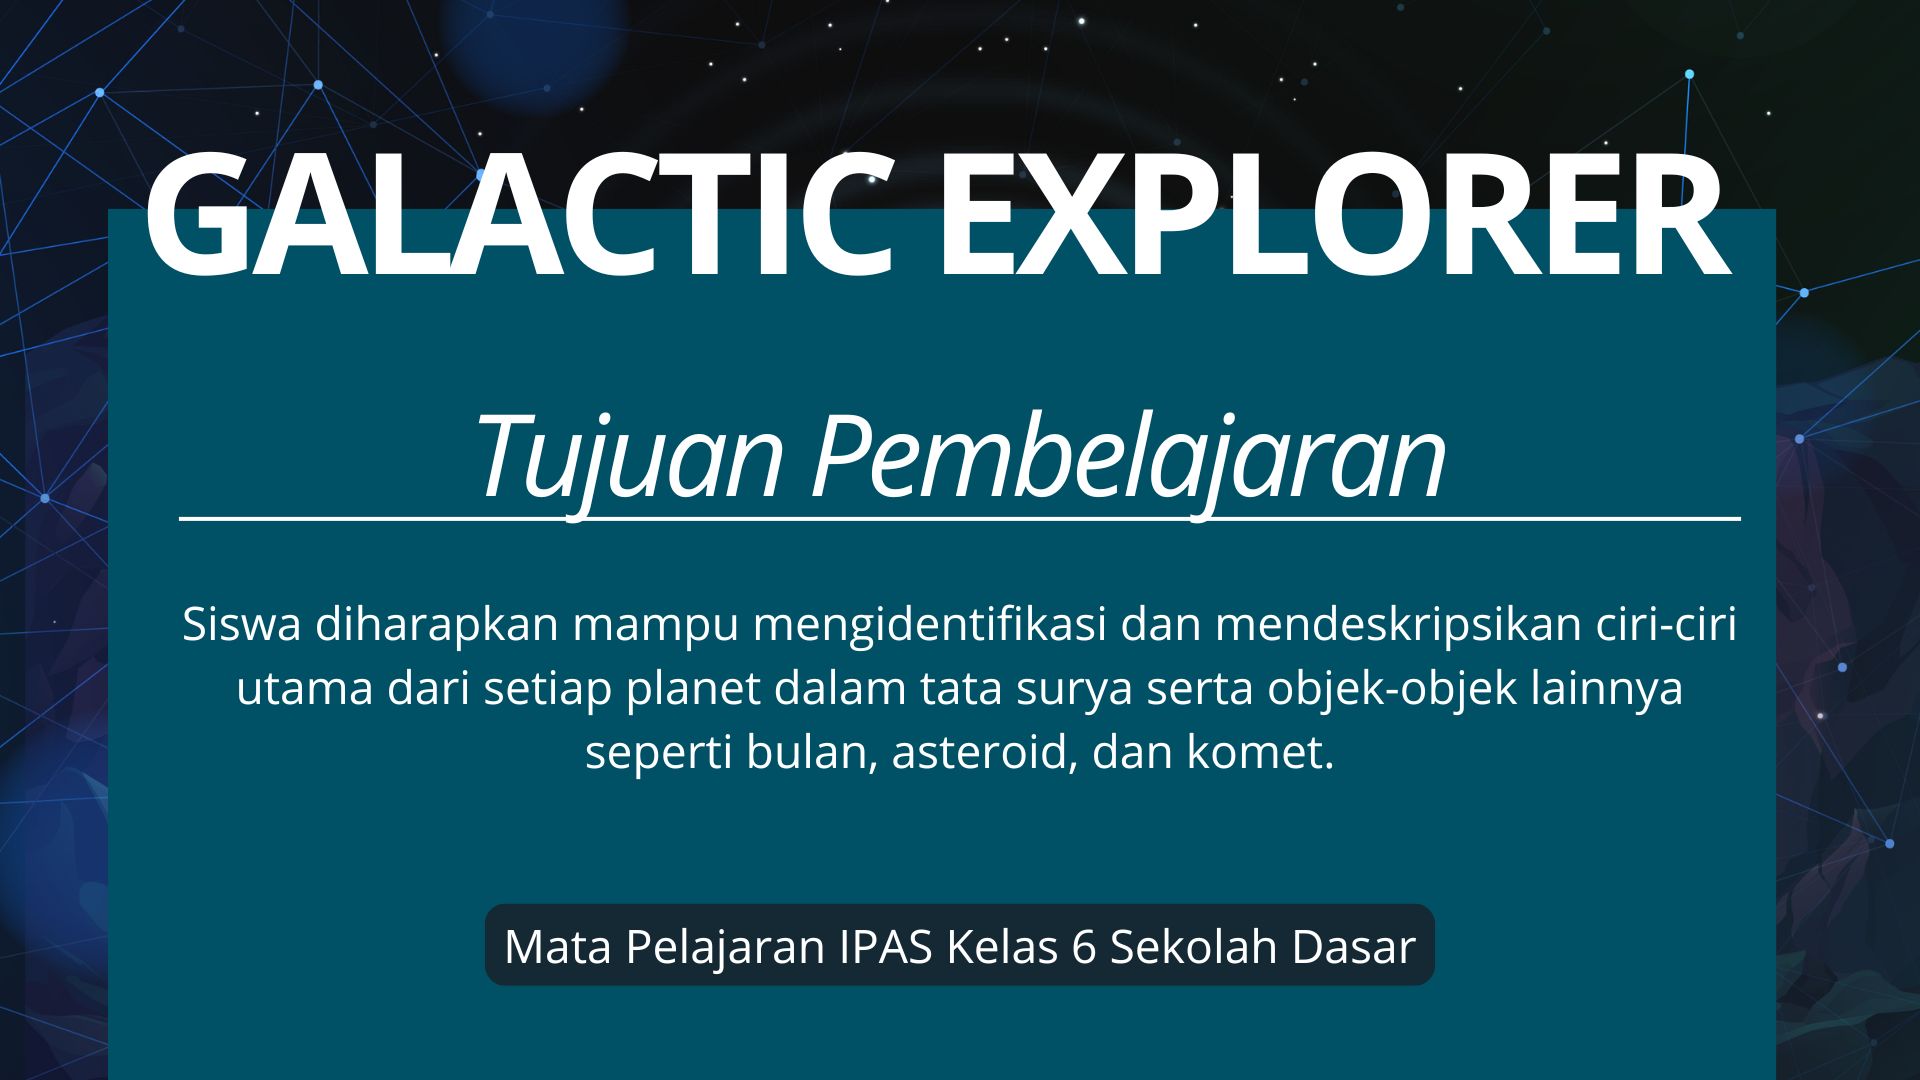 GALACTIC EXPLORER
Tujuan Pembelajaran
Siswa diharapkan mampu mengidentifikasi dan mendeskripsikan ciri-ciri
utama dari setiap planet dalam tata surya serta objek-objek lainnya
seperti bulan, asteroid, dan komet.
Mata Pelajaran IPAS Kelas 6 Sekolah Dasar